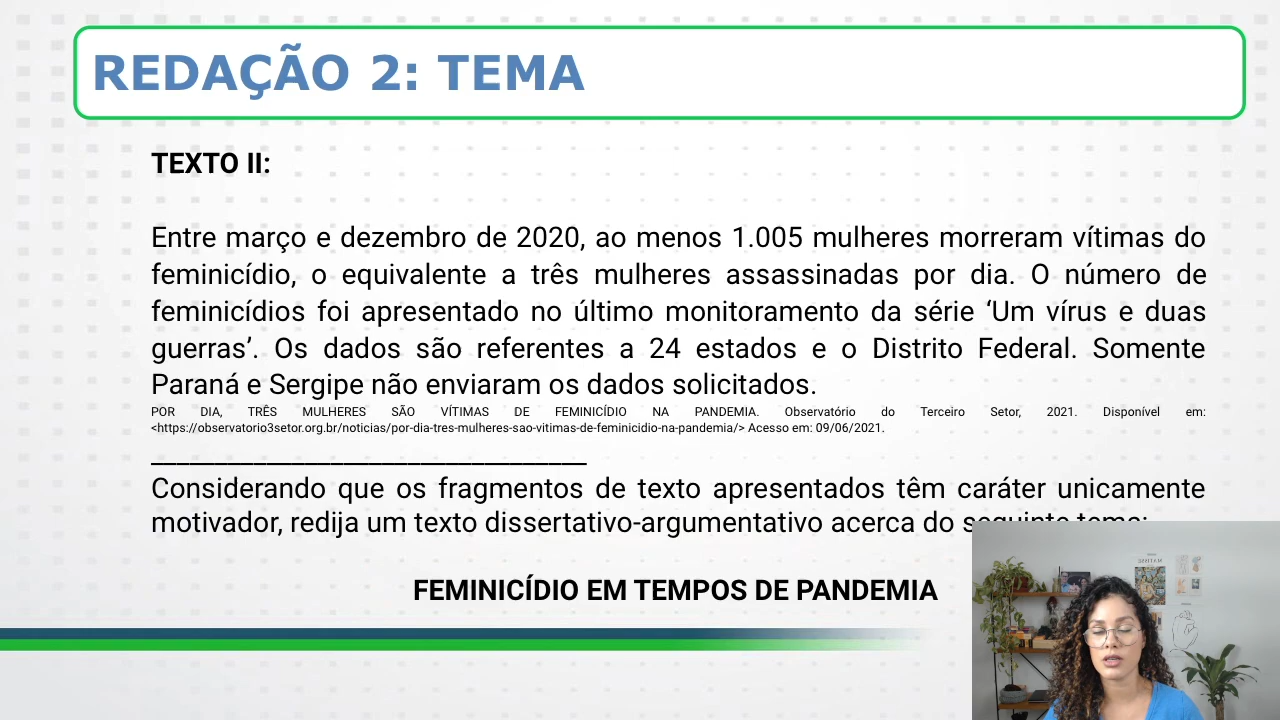 REDAÇÃO 2: TEMA
TEXTO II:
Entre março e dezembro de 2020, ao menos 1.005 mulheres morreram vítimas do
feminicídio, o equivalente a três mulheres assassinadas por dia. O número de
feminicídios foi apresentado no último monitoramento da série ‘Um vírus e duas
guerras’. Os dados são referentes a 24 estados e o Distrito Federal. Somente
Paraná e Sergipe não enviaram os dados solicitados.
POR DIA, TRÊS MULHERES SÃO VÍTIMAS DE FEMINICÍDIO NA PANDEMIA. Observatório do Terceiro Setor, 2021. Disponível em:
<https://observatorio3setor.org.br/noticias/por-dia-tres-mulheres-sao-vitimas-de-feminicidio-na-pandemia/> Acesso em: 09/06/2021.
Considerando que os fragmentos de texto apresentados têm caráter unicamente
motivador, redija um texto dissertativo-argumentativo acerca do seguinte tema:
FEMINICÍDIO EM TEMPOS DE PANDEMIA